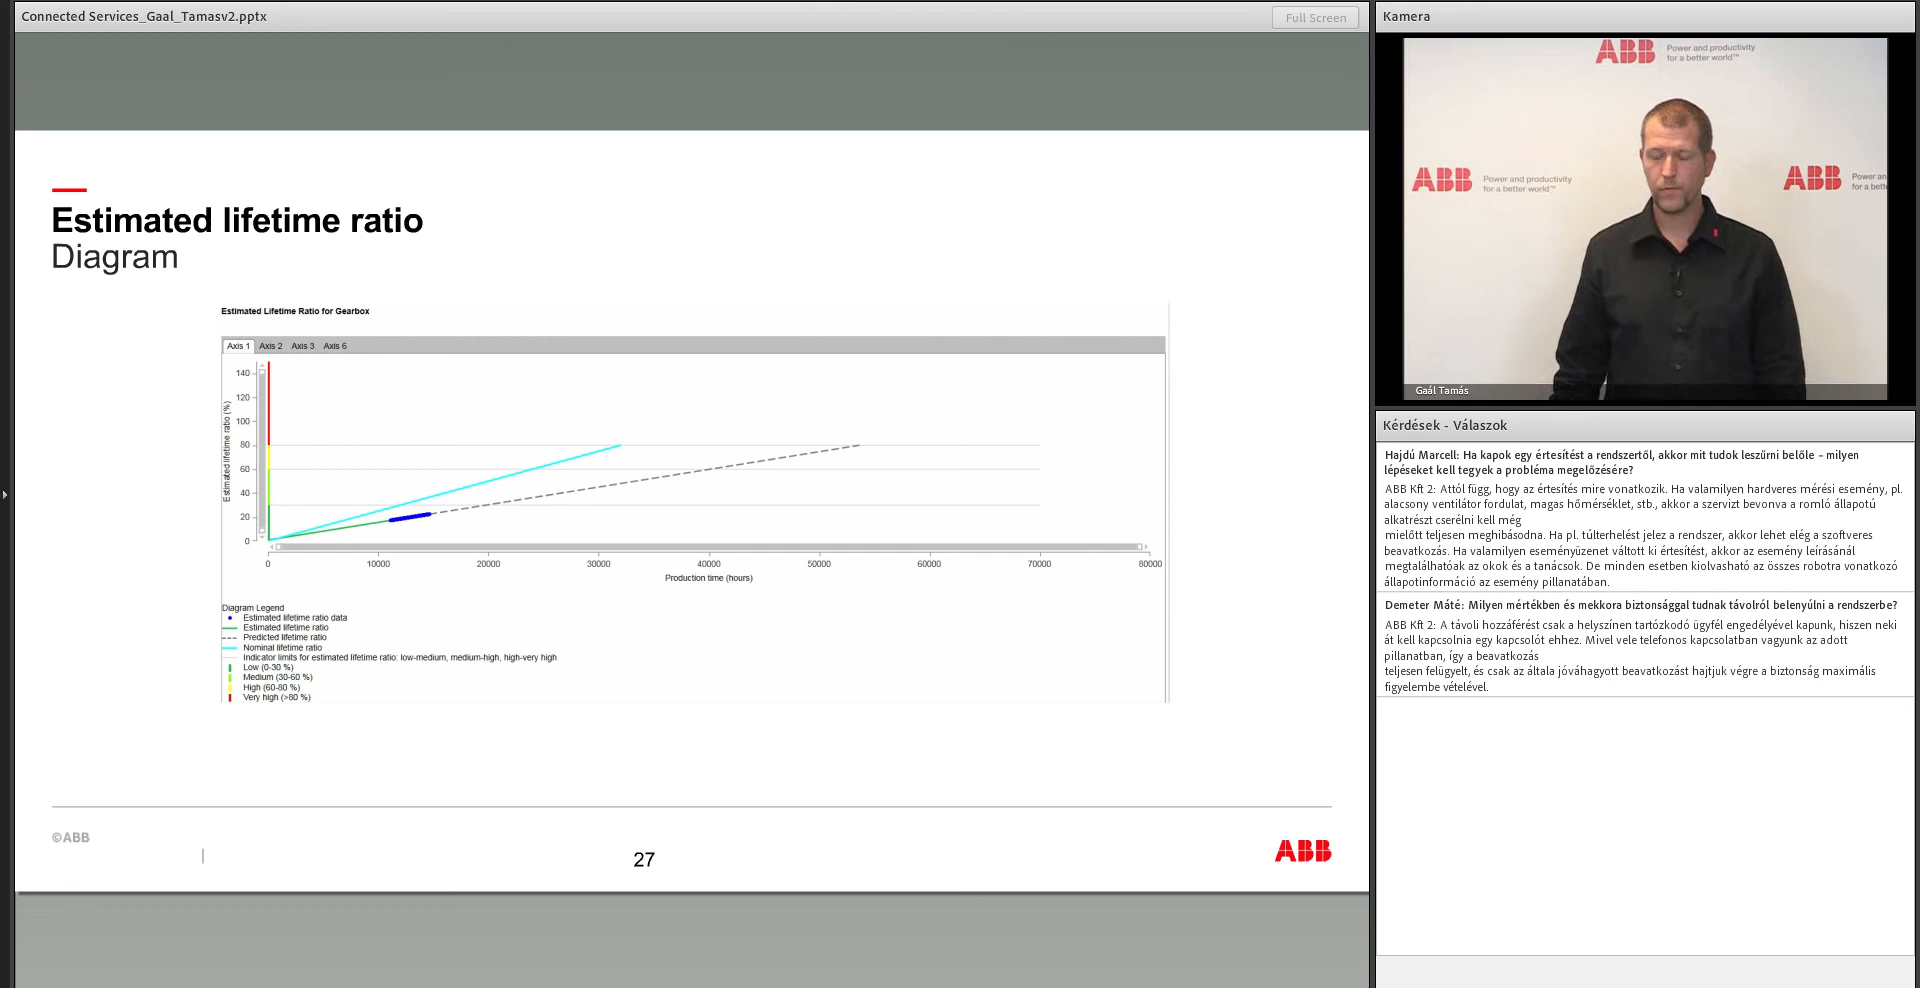 Connected Services_Gaal_Tamasv2.pptx
Full Screen
Estimated lifetime ratio
Diagram
Estimated Lifetime Ratio for Gearbox
Axis 1 Axis 2 Axis 3 Axis 6
Estimated lifetime ratio (%)
140
120
100
80
60
40
20
0
0 10000 20000 30000 40000 50000 60000 70000 80000
Production time (hours)
Diagram Legend
Estimated lifetime ratio data
Estimated lifetime ratio
Predicted lifetime ratio
Nominal lifetime ratio
Indicator limits for estimated lifetime ratio: low-medium, medium-high, high-very high
Low (0-30 %)
Medium (30-60 %)
High (60-80 %)
Very high (>80 %)
©ABB
27
ABB
Kamera
ABB Power and productivity
for a better world™
ABB Power and productivity
for a better world™
ABB Power an
for a bett
Gaál Tamás
Kérdések - Válaszok
Hajdú Marcell: Ha kapok egy értesítést a rendszertől, akkor mit tudok leszűrni belőle – milyen
lépéseket kell tegyek a probléma megelőzésére?
ABB Kft 2: Attól függ, hogy az értesítés mire vonatkozik. Ha valamilyen hardveres mérési esemény, pl.
alacsony ventilátor fordulat, magas hőmérséklet, stb., akkor a szervizt bevonva a romló állapotú
alkatrészt cserélni kell még
mielőtt teljesen meghibásodna. Ha pl. túlterhelést jelez a rendszer, akkor lehet elég a szoftveres
beavatkozás. Ha valamilyen eseményüzenet váltott ki értesítést, akkor az esemény leírásánál
megtalálhatóak az okok és a tanácsok. De minden esetben kiolvasható az összes robotra vonatkozó
állapotinformáció az esemény pillanatában.
Demeter Máté: Milyen mértékben és mekkora biztonsággal tudnak távolról belenyúlni a rendszerbe?
ABB Kft 2: A távoli hozzáférést csak a helyszínen tartózkodó ügyfél engedélyével kapunk, hiszen neki
át kell kapcsolnia egy kapcsolót ehhez. Mivel vele telefonos kapcsolatban vagyunk az adott
pillanatban, így a beavatkozás
teljesen felügyelt, és csak az általa jóváhagyott beavatkozást hajtjuk végre a biztonság maximális
figyelembe vételével.